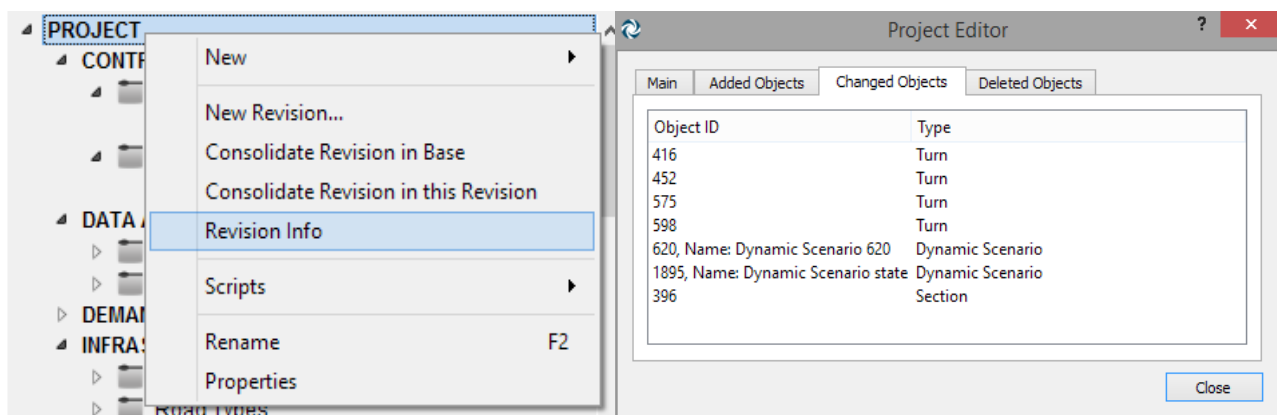 PROJECT
CONTR
DATA A
DEMAN
INFRAS
Road Types
New
New Revision...
Consolidate Revision in Base
Consolidate Revision in this Revision
Revision Info
Scripts
Rename F2
Properties
Project Editor ?
Main Added Objects Changed Objects Deleted Objects
Object ID Type
416 Turn
452 Turn
575 Turn
598 Turn
620, Name: Dynamic Scenario 620 Dynamic Scenario
1895, Name: Dynamic Scenario state Dynamic Scenario
396 Section
Close